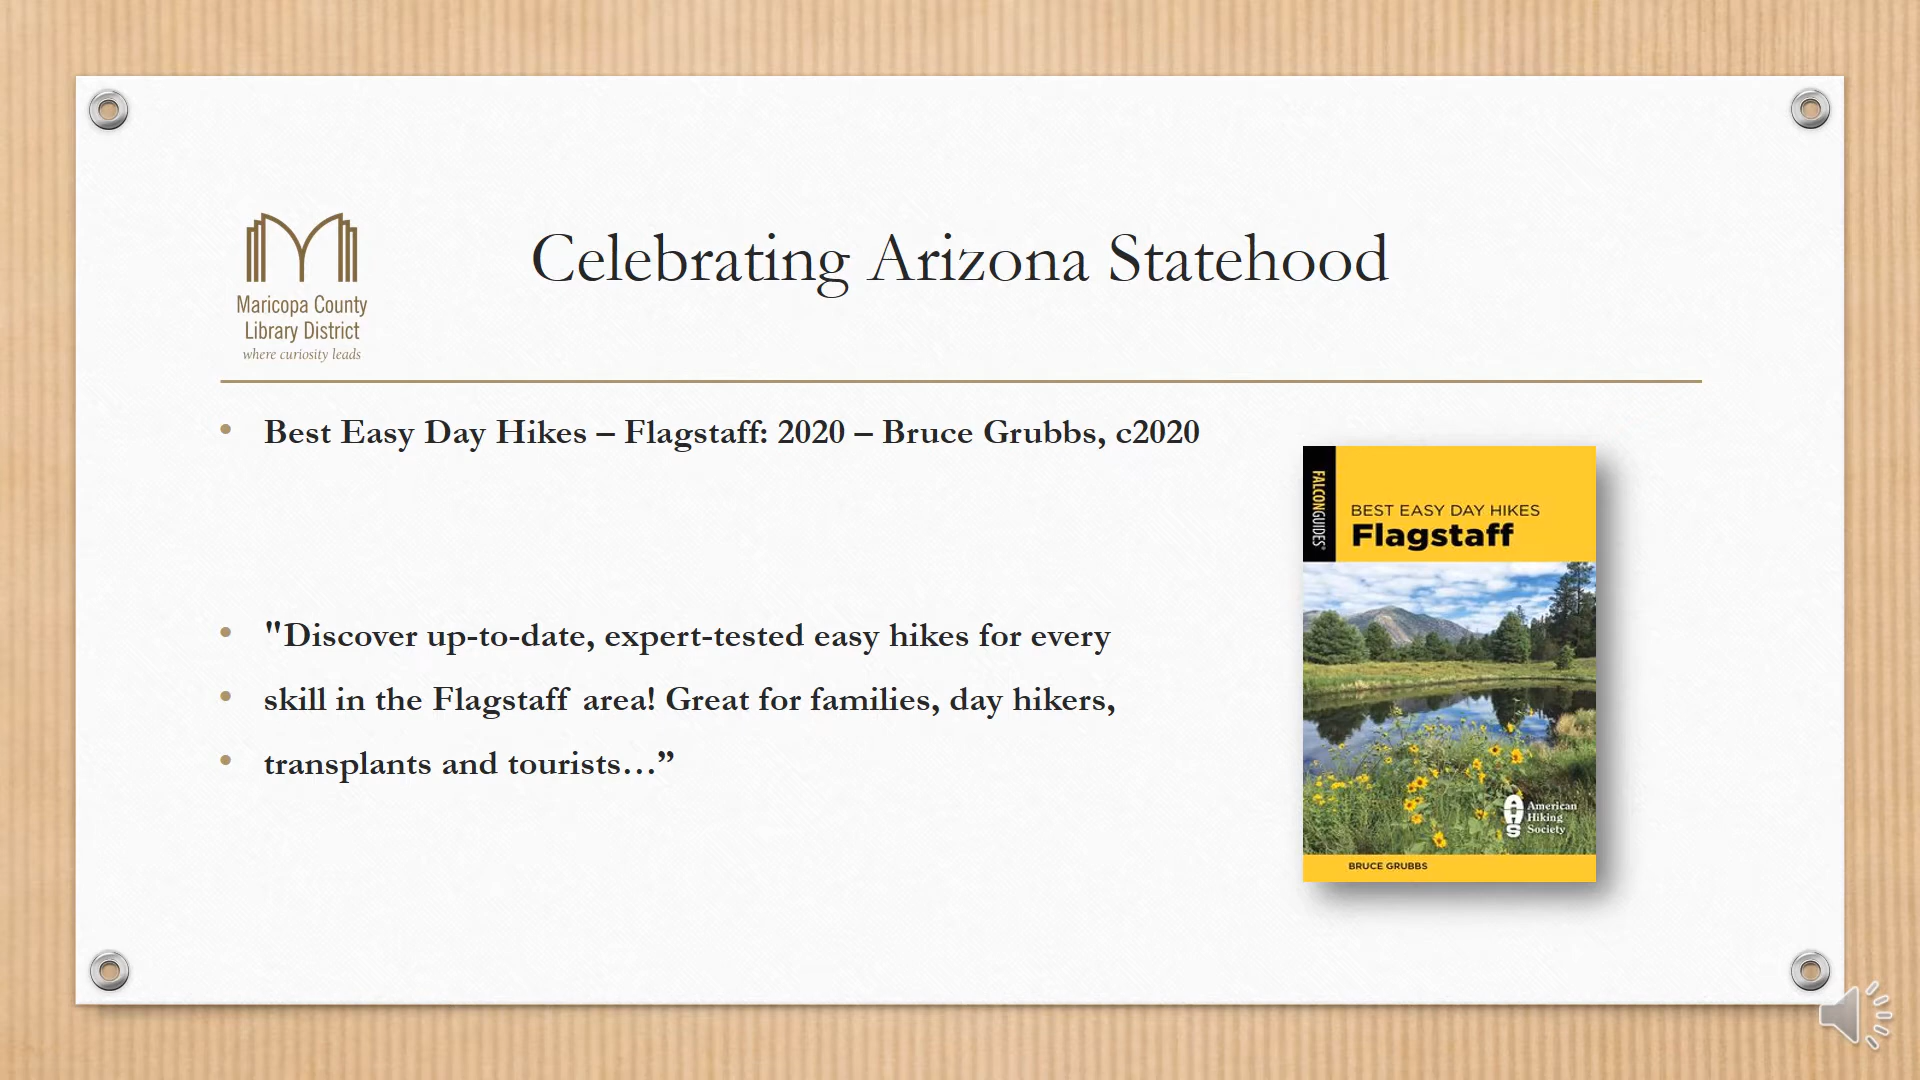 Maricopa County
Library District
where curiosity leads
Celebrating Arizona Statehood
• Best Easy Day Hikes – Flagstaff: 2020 – Bruce Grubbs, c2020
• "Discover up-to-date, expert-tested easy hikes for every
• skill in the Flagstaff area! Great for families, day hikers,
• transplants and tourists…”
FALCONGUIDES®
BEST EASY DAY HIKES
Flagstaff
AHS
American
Hiking
Society
BRUCE GRUBBS